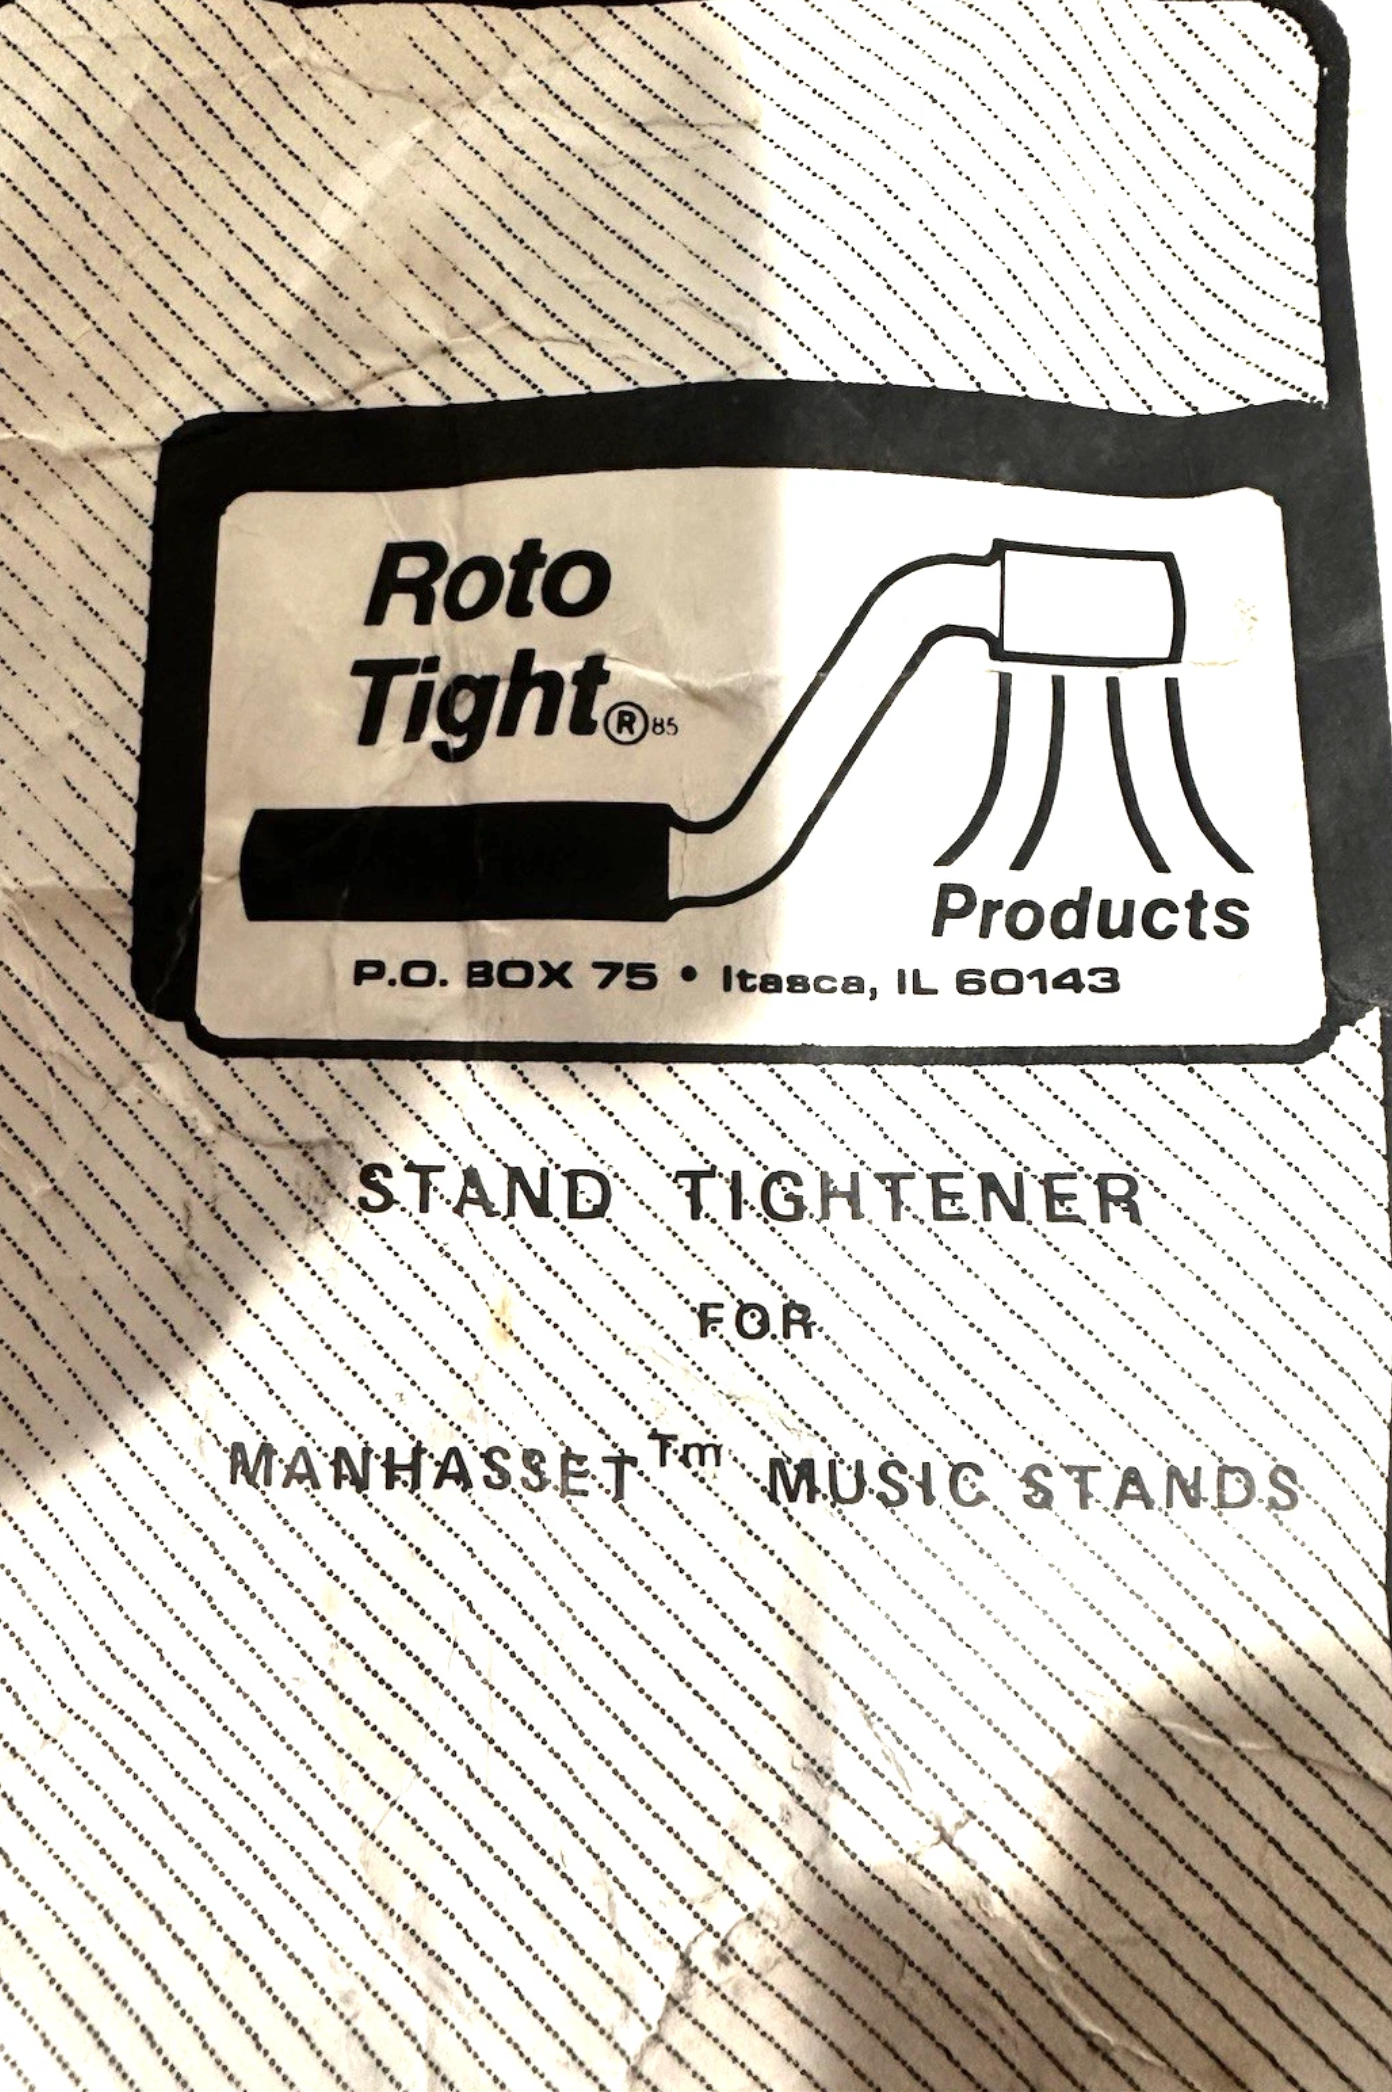 Roto
Tight®85
Products
P.O. BOX 75 • Itasca, IL 60143
STAND TIGHTENER
FOR
MANHASSET™ MUSIC STANDS